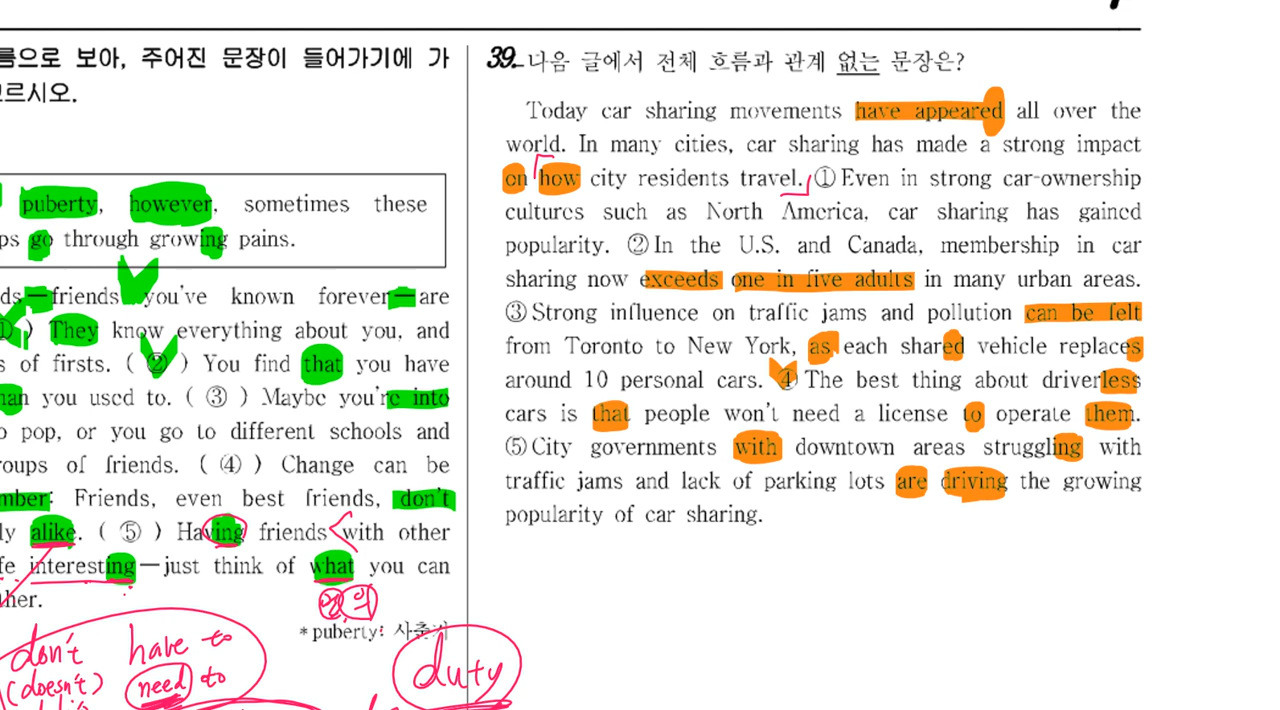 름으로 보아, 주어진 문장이 들어가기에 가
르시오.
puberty, however, sometimes these
ps go through growing pains.
ds—friends you've known forever—are
①) They know everything about you, and
s of firsts. ( ② ) You find that you have
an you used to. ( ③ ) Maybe you're into
o pop, or you go to different schools and
roups of friends. ( ④ ) Change can be
mber: Friends, even best friends, don't
ly alike. ( ⑤ ) Having friends with other
fe interesting—just think of what you can
her.
*puberty: 사춘기
don't have to
(doesn't) need to
duty
39. 다음 글에서 전체 흐름과 관계 없는 문장은?
Today car sharing movements have appeared all over the
world. In many cities, car sharing has made a strong impact
on how city residents travel. ① Even in strong car-ownership
cultures such as North America, car sharing has gained
popularity. ② In the U.S. and Canada, membership in car
sharing now exceeds one in five adults in many urban areas.
③ Strong influence on traffic jams and pollution can be felt
from Toronto to New York, as each shared vehicle replaces
around 10 personal cars. ④ The best thing about driverless
cars is that people won't need a license to operate them.
⑤ City governments with downtown areas struggling with
traffic jams and lack of parking lots are driving the growing
popularity of car sharing.